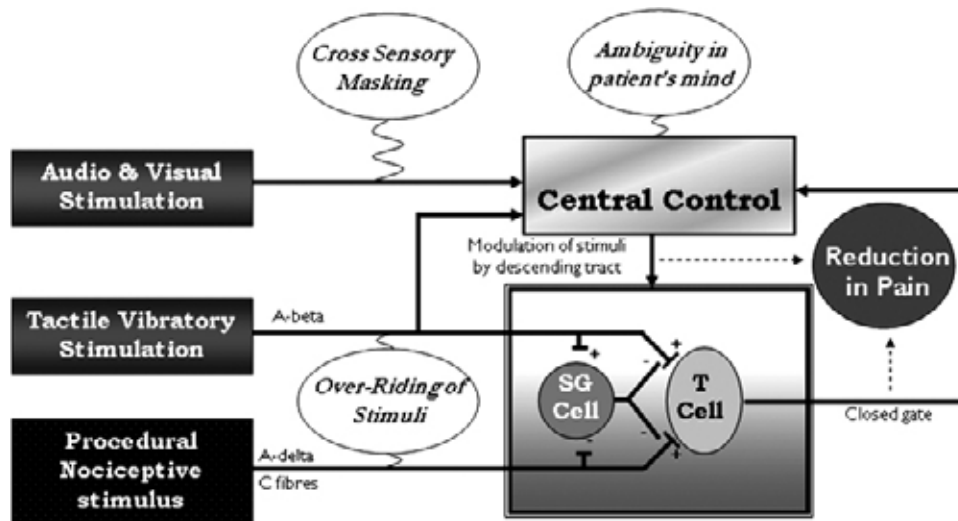 Cross Sensory
Masking
Ambiguity in
patient's mind
Audio & Visual
Stimulation
Central Control
Modulation of stimuli
by descending tract
Reduction
in Pain
Tactile Vibratory
Stimulation
A-beta
Over-Riding of
Stimuli
+
-
+
SG
Cell
T
Cell
-
-
+
Closed gate
Procedural
Nociceptive
stimulus
A-delta
C fibres